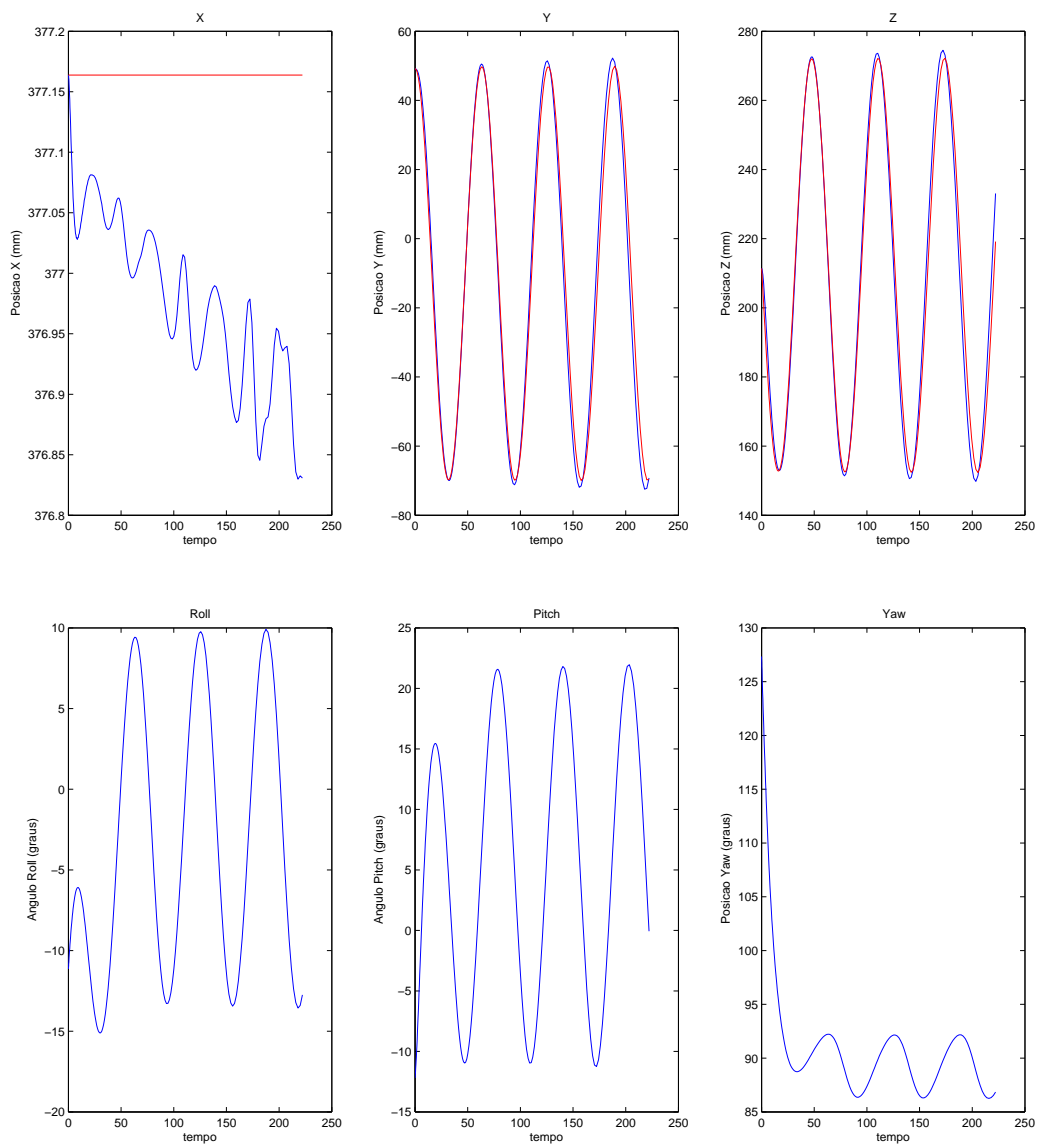 X
377.2
377.15
377.1
377.05
377
376.95
376.9
376.85
376.8
Posicao X (mm)
0 50 100 150 200 250
tempo
Y
60
40
20
0
−20
−40
−60
−80
Posicao Y (mm)
0 50 100 150 200 250
tempo
Z
280
260
240
220
200
180
160
140
Posicao Z (mm)
0 50 100 150 200 250
tempo
Roll
10
5
0
−5
−10
−15
−20
Angulo Roll (graus)
0 50 100 150 200 250
tempo
Pitch
25
20
15
10
5
0
−5
−10
−15
Angulo Pitch (graus)
0 50 100 150 200 250
tempo
Yaw
130
125
120
115
110
105
100
95
90
85
Posicao Yaw (graus)
0 50 100 150 200 250
tempo